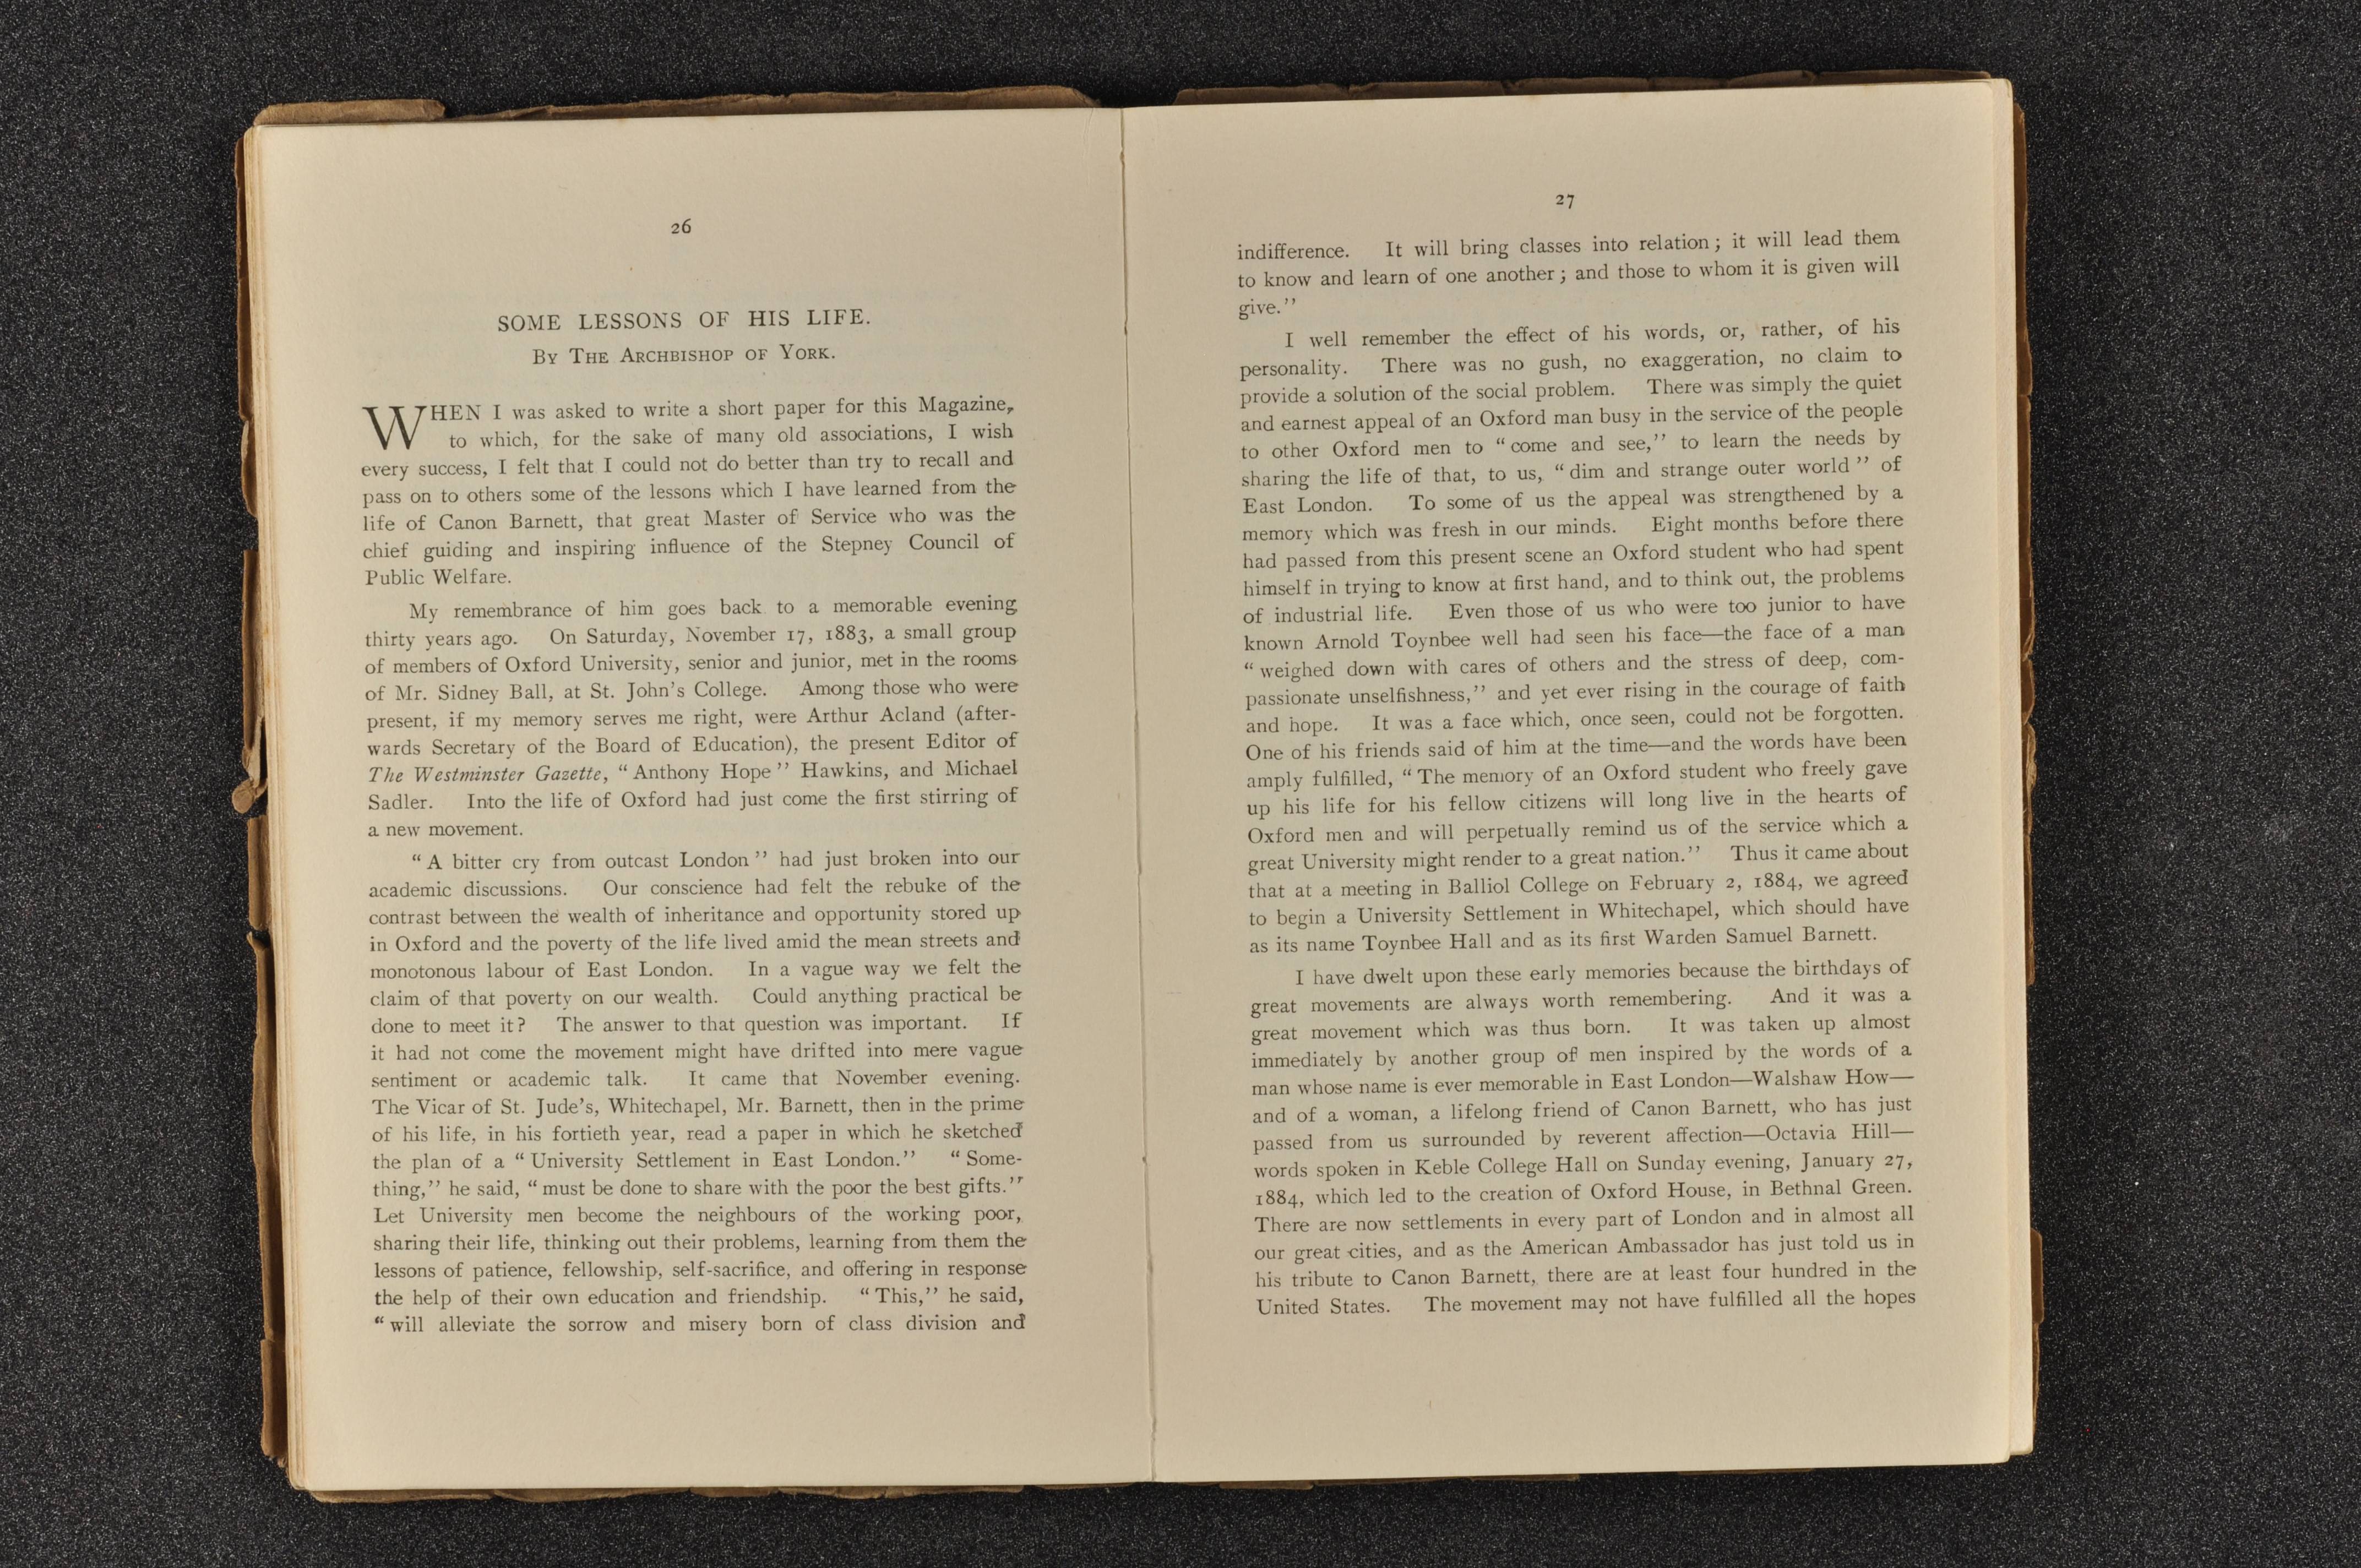 26
SOME LESSONS OF HIS LIFE.
BY THE ARCHBISHOP OF YORK.
WHEN I was asked to write a short paper for this Magazine,
to which, for the sake of many old associations, I wish
every success, I felt that I could not do better than try to recall and
pass on to others some of the lessons which I have learned from the
life of Canon Barnett, that great Master of Service who was the
chief guiding and inspiring influence of the Stepney Council of
Public Welfare.
My remembrance of him goes back to a memorable evening
thirty years ago. On Saturday, November 17, 1883, a small group
of members of Oxford University, senior and junior, met in the rooms
of Mr. Sidney Ball, at St. John's College. Among those who were
present, if my memory serves me right, were Arthur Acland (after-
wards Secretary of the Board of Education), the present Editor of
The Westminster Gazette, "Anthony Hope" Hawkins, and Michael
Sadler. Into the life of Oxford had just come the first stirring of
a new movement.
"A bitter cry from outcast London" had just broken into our
academic discussions. Our conscience had felt the rebuke of the
contrast between the wealth of inheritance and opportunity stored up
in Oxford and the poverty of the life lived amid the mean streets and
monotonous labour of East London. In a vague way we felt the
claim of that poverty on our wealth. Could anything practical be
done to meet it? The answer to that question was important. If
it had not come the movement might have drifted into mere vague
sentiment or academic talk. It came that November evening.
The Vicar of St. Jude's, Whitechapel, Mr. Barnett, then in the prime
of his life, in his fortieth year, read a paper in which he sketched
the plan of a "University Settlement in East London." "Some-
thing," he said, "must be done to share with the poor the best gifts."
Let University men become the neighbours of the working poor,
sharing their life, thinking out their problems, learning from them the
lessons of patience, fellowship, self-sacrifice, and offering in response
the help of their own education and friendship. "This," he said,
"will alleviate the sorrow and misery born of class division and
27
indifference. It will bring classes into relation; it will lead them
to know and learn of one another; and those to whom it is given will
give."
I well remember the effect of his words, or, rather, of his
personality. There was no gush, no exaggeration, no claim to
provide a solution of the social problem. There was simply the quiet
and earnest appeal of an Oxford man busy in the service of the people
to other Oxford men to "come and see," to learn the needs by
sharing the life of that, to us, "dim and strange outer world" of
East London. To some of us the appeal was strengthened by a
memory which was fresh in our minds. Eight months before there
had passed from this present scene an Oxford student who had spent
himself in trying to know at first hand, and to think out, the problems
of industrial life. Even those of us who were too junior to have
known Arnold Toynbee well had seen his face—the face of a man
"weighed down with cares of others and the stress of deep, com-
passionate unselfishness," and yet ever rising in the courage of faith
and hope. It was a face which, once seen, could not be forgotten.
One of his friends said of him at the time—and the words have been
amply fulfilled, "The memory of an Oxford student who freely gave
up his life for his fellow citizens will long live in the hearts of
Oxford men and will perpetually remind us of the service which a
great University might render to a great nation." Thus it came about
that at a meeting in Balliol College on February 2, 1884, we agreed
to begin a University Settlement in Whitechapel, which should have
as its name Toynbee Hall and as its first Warden Samuel Barnett.
I have dwelt upon these early memories because the birthdays of
great movements are always worth remembering. And it was a
great movement which was thus born. It was taken up almost
immediately by another group of men inspired by the words of a
man whose name is ever memorable in East London—Walshaw How—
and of a woman, a lifelong friend of Canon Barnett, who has just
passed from us surrounded by reverent affection—Octavia Hill—
words spoken in Keble College Hall on Sunday evening, January 27,
1884, which led to the creation of Oxford House, in Bethnal Green.
There are now settlements in every part of London and in almost all
our great cities, and as the American Ambassador has just told us in
his tribute to Canon Barnett, there are at least four hundred in the
United States. The movement may not have fulfilled all the hopes